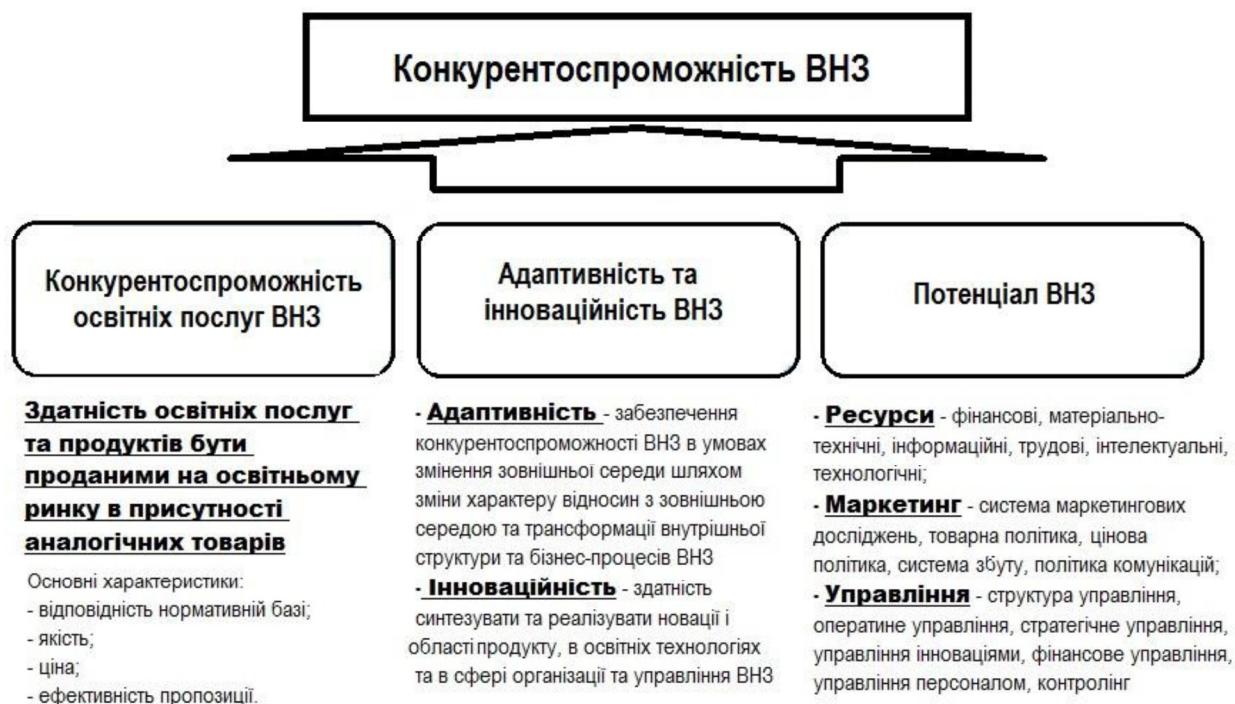 Конкурентоспроможність ВНЗ
Конкурентоспроможність
освітніх послуг ВНЗ
Здатність освітніх послуг
та продуктів бути
проданими на освітньому
ринку в присутності
аналогічних товарів
Основні характеристики:
- відповідність нормативній базі;
- якість;
- ціна;
- ефективність пропозиції.
Адаптивність та
інноваційність ВНЗ
- Адаптивність - забезпечення
конкурентоспроможності ВНЗ в умовах
змінення зовнішньої середи шляхом
зміни характеру відносин з зовнішньою
середою та трансформації внутрішньої
структури та бізнес-процесів ВНЗ
- Інноваційність - здатність
синтезувати та реалізувати новації і
області продукту, в освітніх технологіях
та в сфері організації та управління ВНЗ
Потенціал ВНЗ
- Ресурси - фінансові, матеріально-
технічні, інформаційні, трудові, інтелектуальні,
технологічні;
- Маркетинг - система маркетингових
досліджень, товарна політика, цінова
політика, система збуту, політика комунікацій;
- Управління - структура управління,
оператине управління, стратегічне управління,
управління інноваціями, фінансове управління,
управління персоналом, контролінг